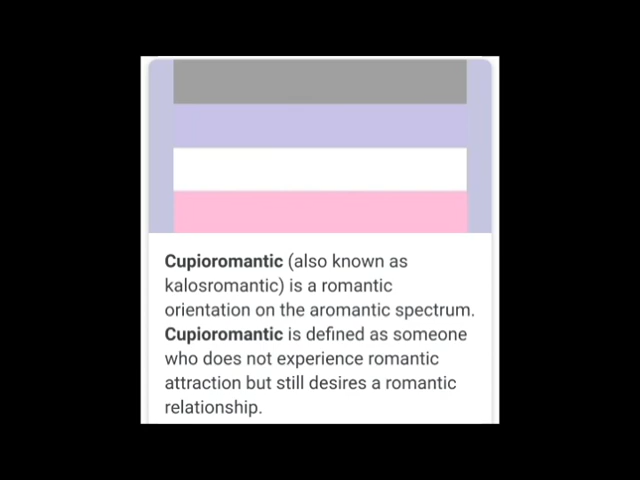 Cupioromantic (also known as
kalosromantic) is a romantic
orientation on the aromantic spectrum.
Cupioromantic is defined as someone
who does not experience romantic
attraction but still desires a romantic
relationship.